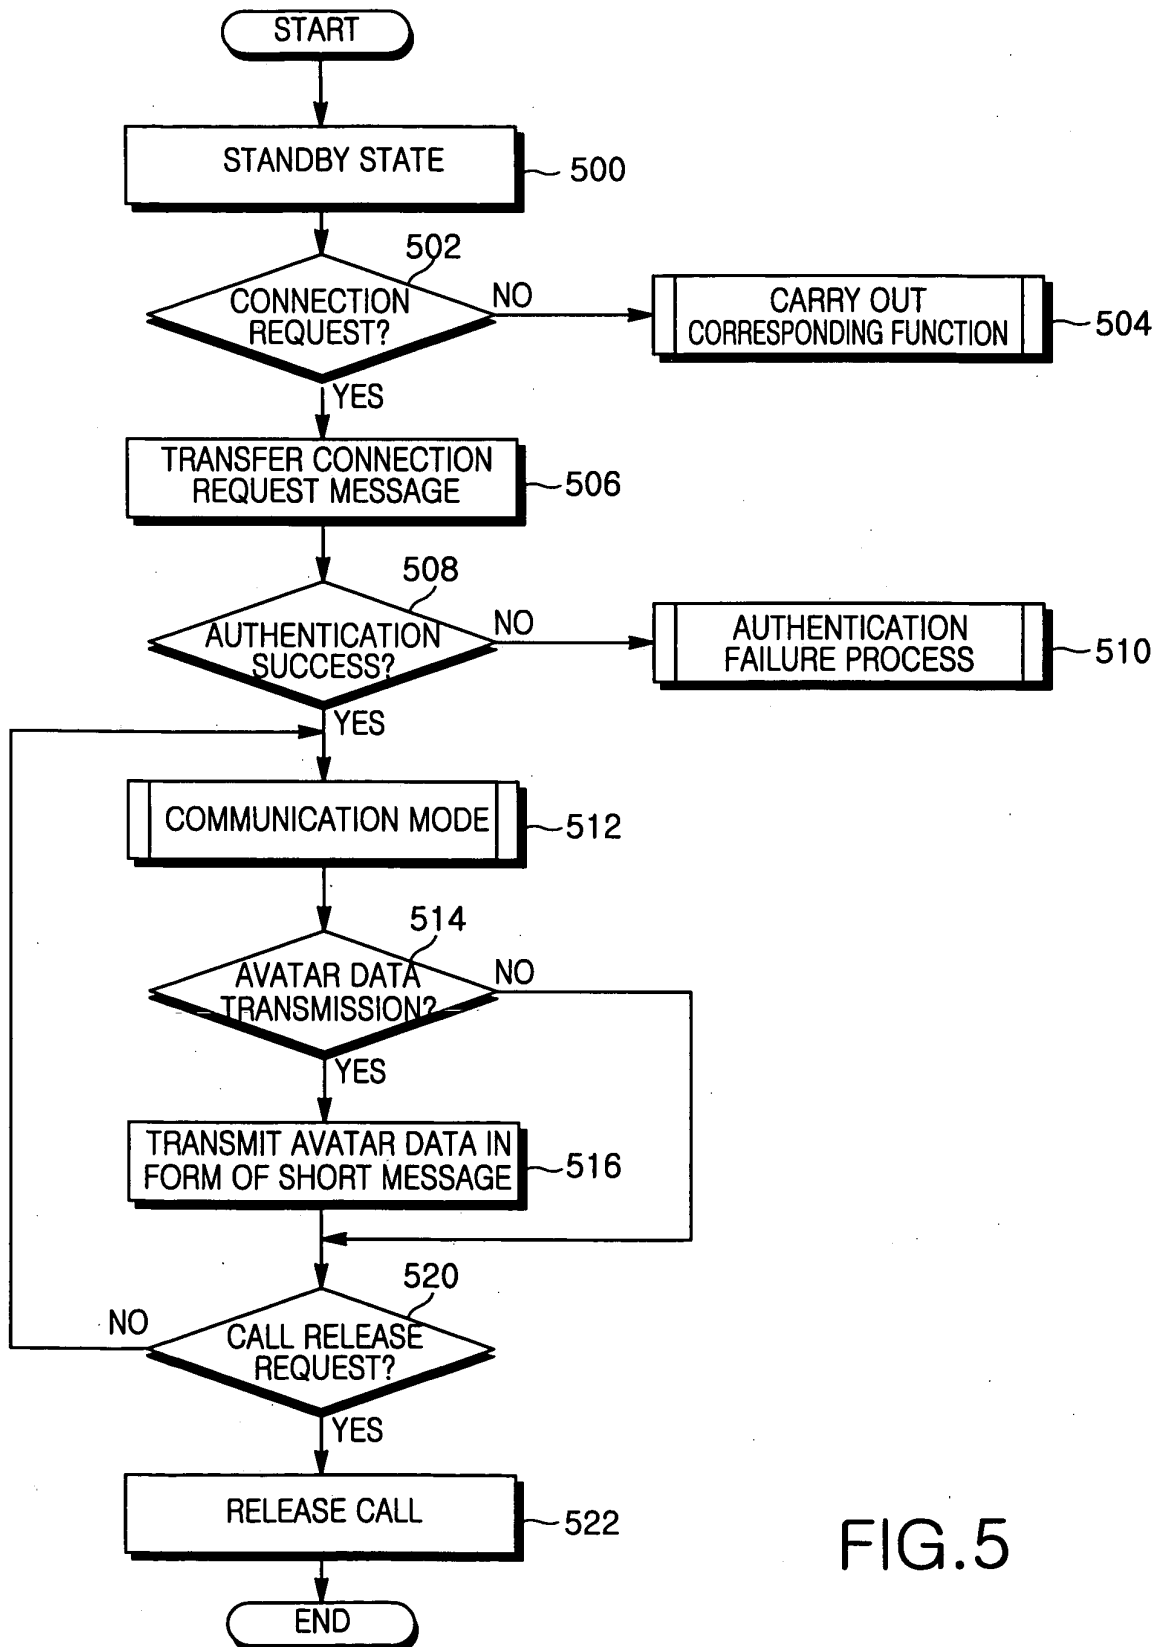 START
STANDBY STATE
500
502
CONNECTION
REQUEST?
NO
CARRY OUT
CORRESPONDING FUNCTION
504
YES
TRANSFER CONNECTION
REQUEST MESSAGE
506
508
AUTHENTICATION
SUCCESS?
NO
AUTHENTICATION
FAILURE PROCESS
510
YES
COMMUNICATION MODE
512
514
AVATAR DATA
TRANSMISSION?
NO
YES
TRANSMIT AVATAR DATA IN
FORM OF SHORT MESSAGE
516
520
NO
CALL RELEASE
REQUEST?
YES
RELEASE CALL
522
END
FIG.5